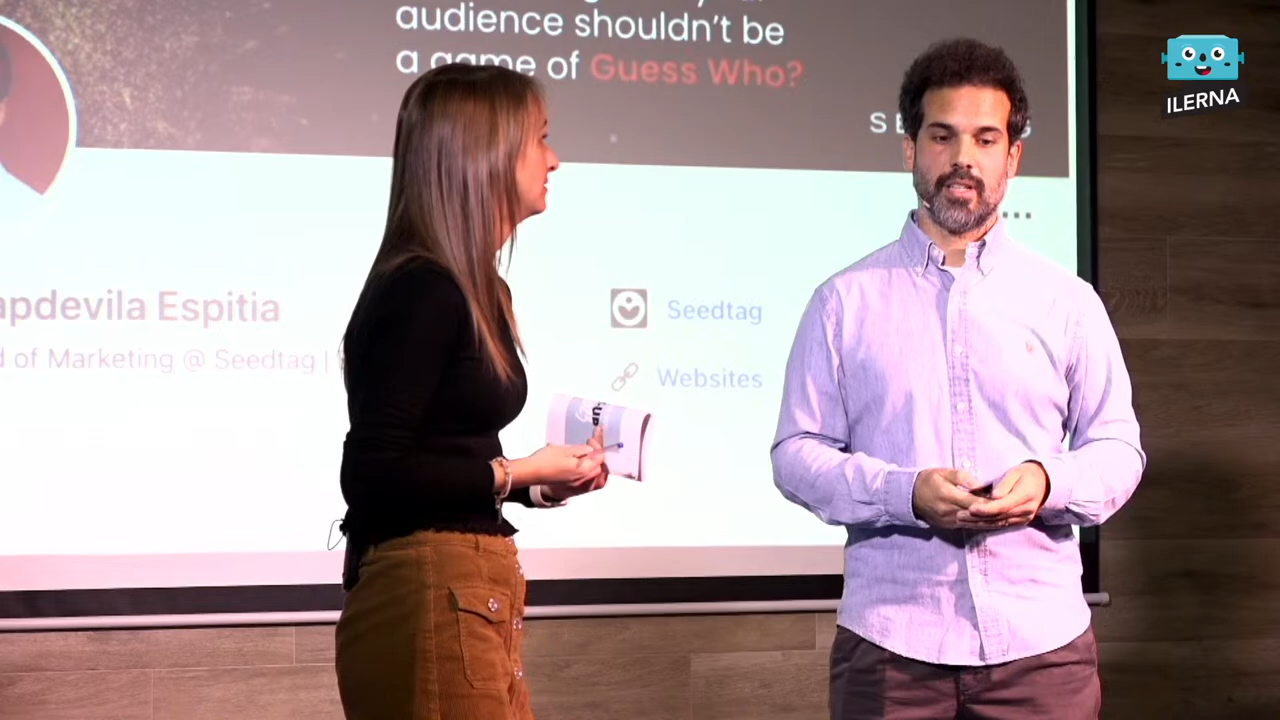 audience shouldn't be
a game of Guess Who?
ILERNA
apdevila Espitia
d of Marketing @ Seedtag |
Seedtag
Websites